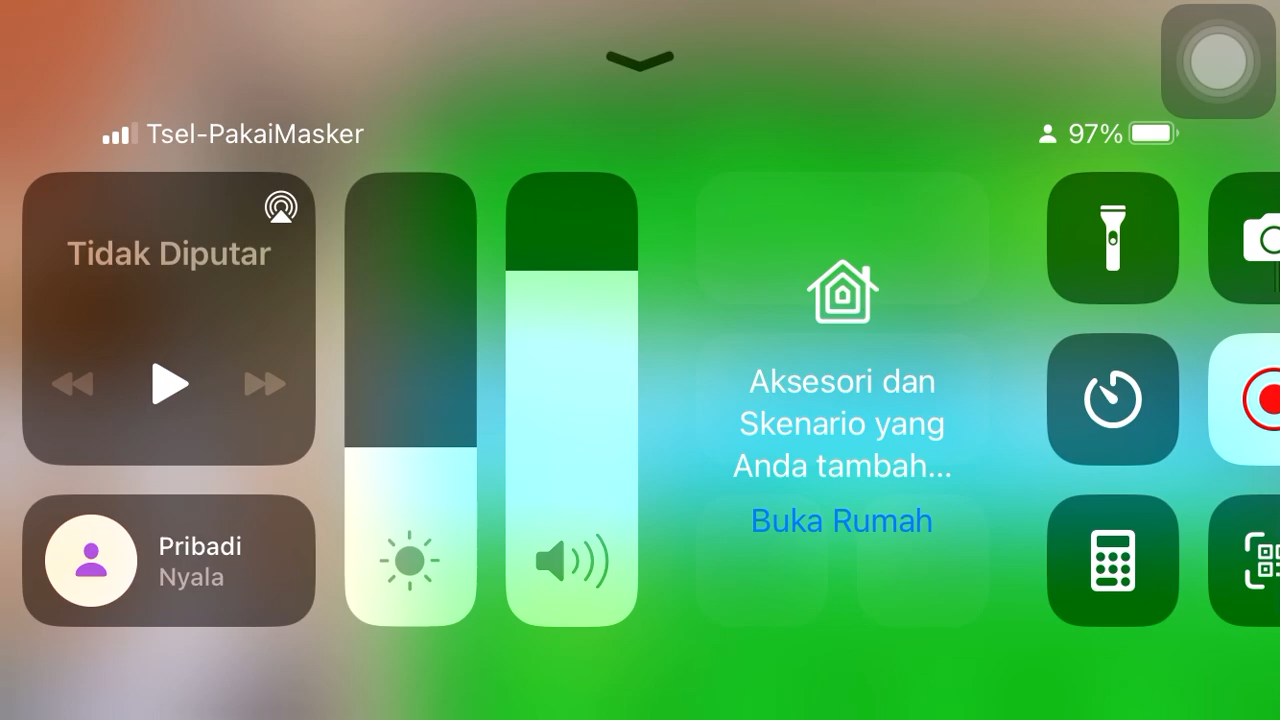 Tsel-PakaiMasker
97%
Tidak Diputar
Aksesori dan
Skenario yang
Anda tambah...
Buka Rumah
Pribadi
Nyala